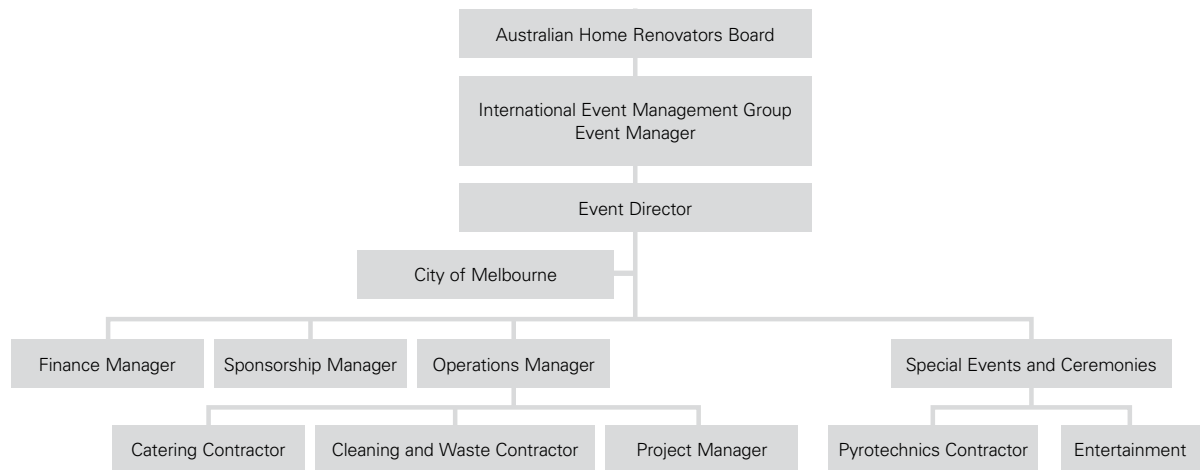 Australian Home Renovators Board
International Event Management Group
Event Manager
Event Director
City of Melbourne
Finance Manager
Sponsorship Manager
Operations Manager
Special Events and Ceremonies
Catering Contractor
Cleaning and Waste Contractor
Project Manager
Pyrotechnics Contractor
Entertainment